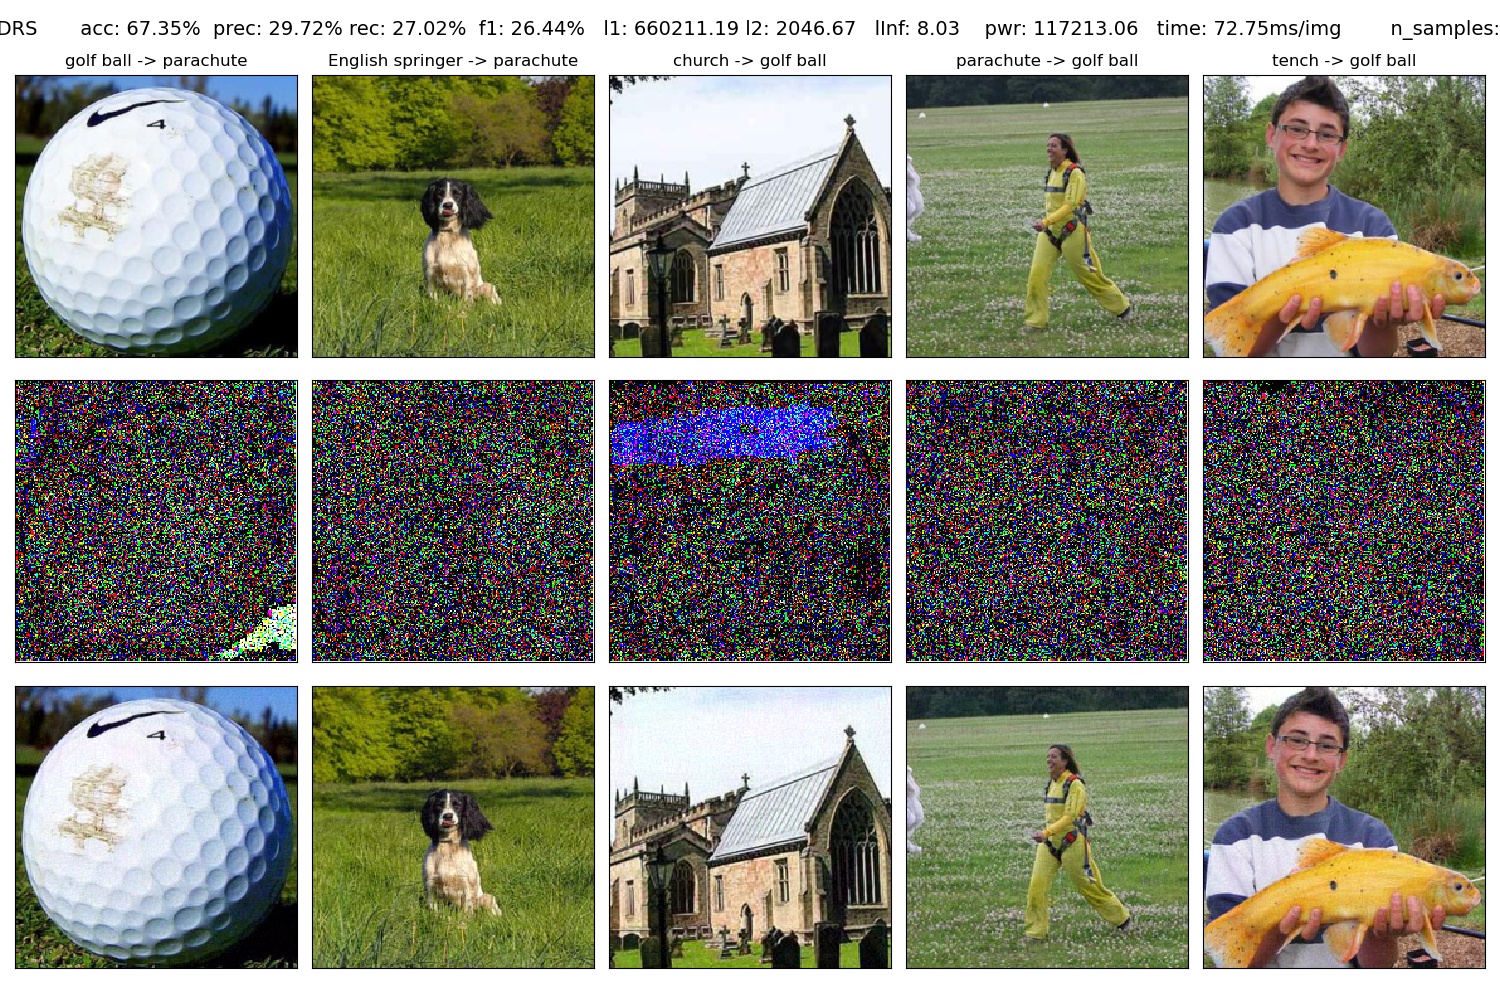 DRS acc: 67.35% prec: 29.72% rec: 27.02% f1: 26.44% l1: 660211.19 l2: 2046.67 lInf: 8.03 pwr: 117213.06 time: 72.75ms/img n_samples:
golf ball -> parachute
English springer -> parachute
church -> golf ball
parachute -> golf ball
tench -> golf ball
4
4